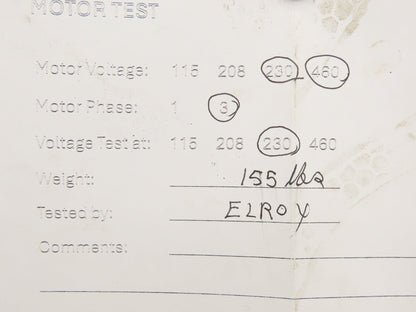 MOTOR TEST
Motor Voltage: 115 208 230 460
Motor Phase: 1 3
Voltage Test at: 115 208 230 460
Weight: 155 lbs
Tested by: ELROY
Comments: